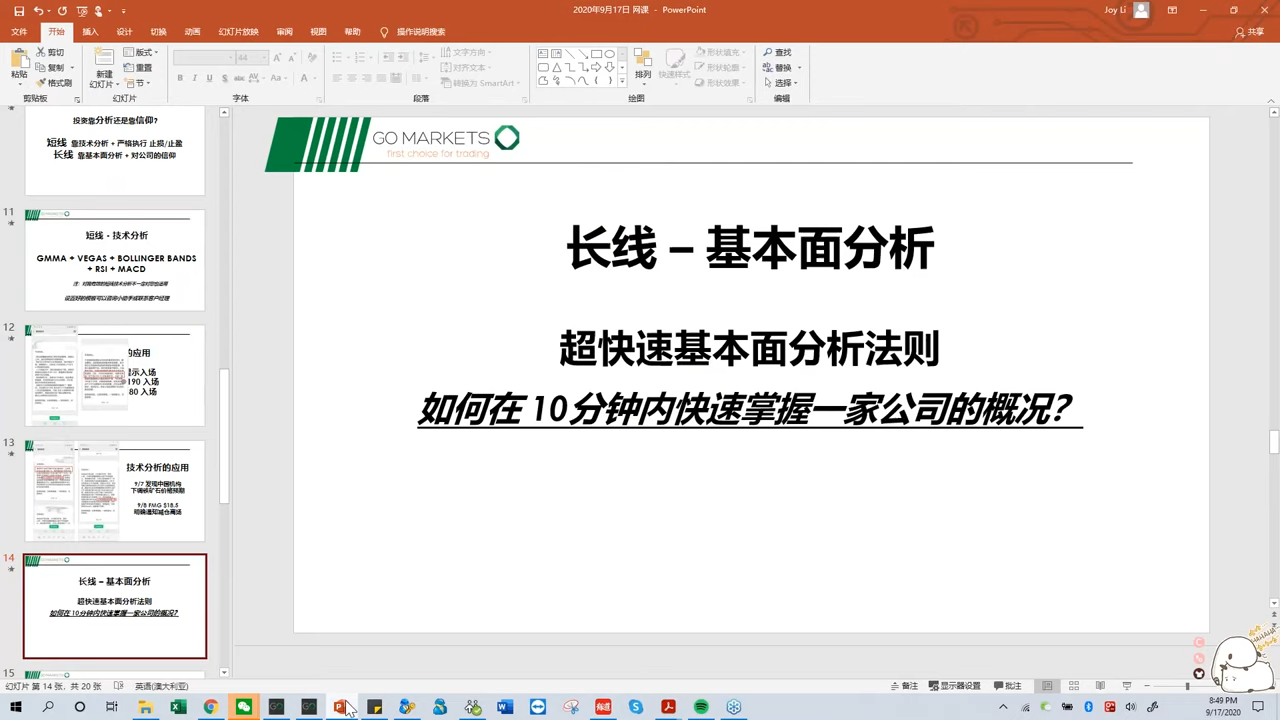 2020年9月17日 网课 - PowerPoint
Joy Li
文件 开始 插入 设计 切换 动画 幻灯片放映 审阅 视图 帮助 操作说明搜索
共享
粘贴
剪切
复制
格式刷
剪贴板
新建
幻灯片
版式
重置
节
幻灯片
44
字体
文字方向
对齐文本
转换为 SmartArt
段落
排列
快速样式
形状填充
形状轮廓
形状效果
绘图
查找
替换
选择
编辑
投资靠分析还是靠信仰?
短线 靠技术分析 + 严格执行 止损/止盈
长线 靠基本面分析 + 对公司的信仰
11
短线 - 技术分析
GMMA + VEGAS + BOLLINGER BANDS
+ RSI + MACD
12
的应用
提示入场
190 入场
80 入场
13
技术分析的应用
9/7 发现中国机构
下调铁矿石价格预期
9/8 FMG $18.5
明确通知减仓离场
14
长线 – 基本面分析
超快速基本面分析法则
如何在 10分钟内快速掌握一家公司的概况?
15
GO MARKETS
first choice for trading
长线 – 基本面分析
超快速基本面分析法则
如何在 10分钟内快速掌握一家公司的概况?
幻灯片 第 14 张，共 20 张
英语(澳大利亚)
备注
显示器设置
批注
8:49 PM
9/17/2020